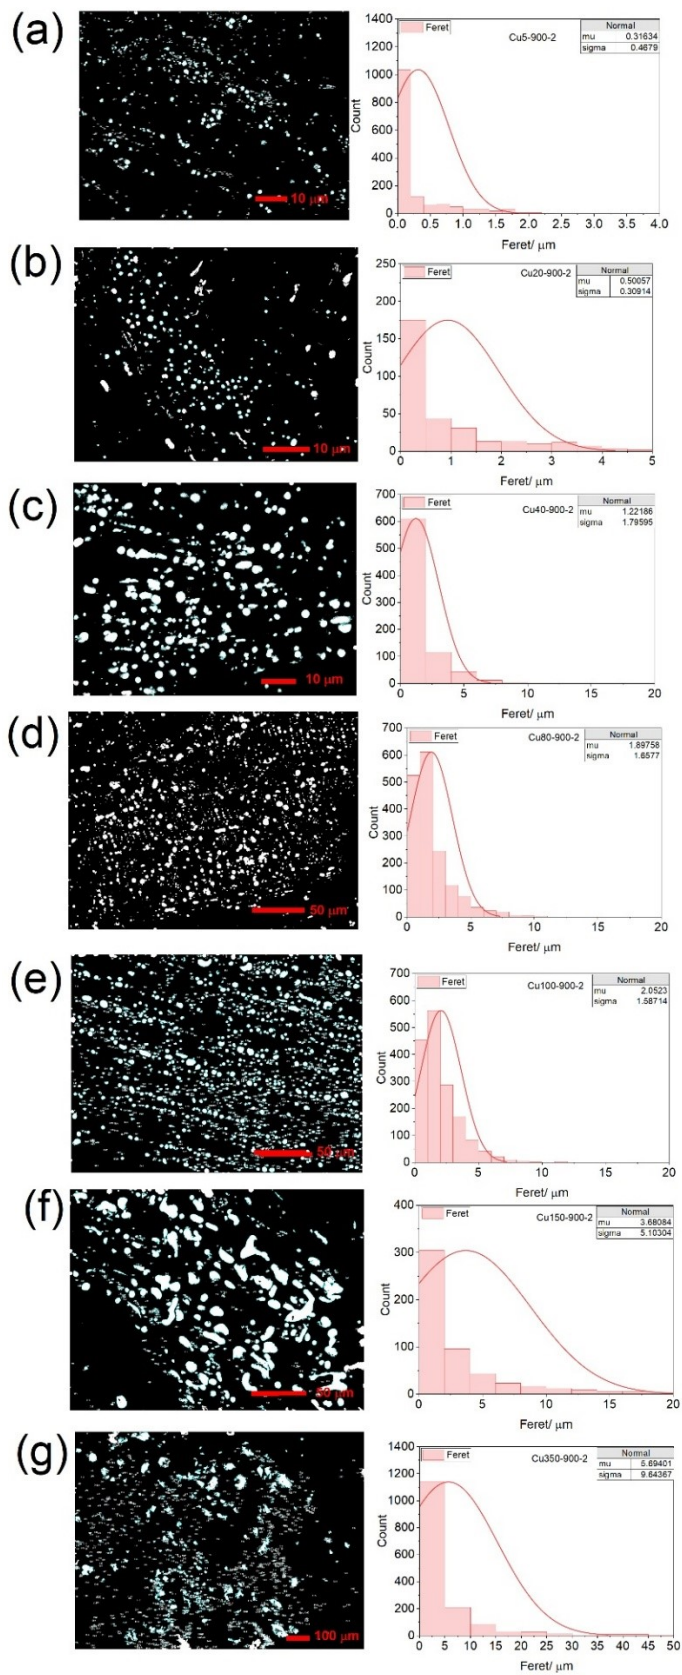 (a)
10 μm
1400
1200
1000
800
600
400
200
0
Count
Feret
Cu5-900-2
Normal
mu 0.31634
sigma 0.4679
0.0 0.5 1.0 1.5 2.0 2.5 3.0 3.5 4.0
Feret/ μm
(b)
10 μm
250
200
150
100
50
0
Count
Feret
Cu20-900-2
Normal
mu 0.50057
sigma 0.30914
0 1 2 3 4 5
Feret/ μm
(c)
10 μm
700
600
500
400
300
200
100
0
Count
Feret
Cu40-900-2
Normal
mu 1.22186
sigma 1.79595
0 5 10 15 20
Feret/ μm
(d)
50 μm
700
600
500
400
300
200
100
0
Count
Feret
Cu80-900-2
Normal
mu 1.89758
sigma 1.6577
0 5 10 15 20
Feret/ μm
(e)
50 μm
700
600
500
400
300
200
100
0
Count
Feret
Cu100-900-2
Normal
mu 2.0523
sigma 1.58714
0 5 10 15 20
Feret/ μm
(f)
50 μm
400
300
200
100
0
Count
Feret
Cu150-900-2
Normal
mu 3.68084
sigma 5.10304
0 5 10 15 20
Feret/ μm
(g)
100 μm
1400
1200
1000
800
600
400
200
0
Count
Feret
Cu350-900-2
Normal
mu 5.69401
sigma 9.64367
0 5 10 15 20 25 30 35 40 45 50
Feret/ μm